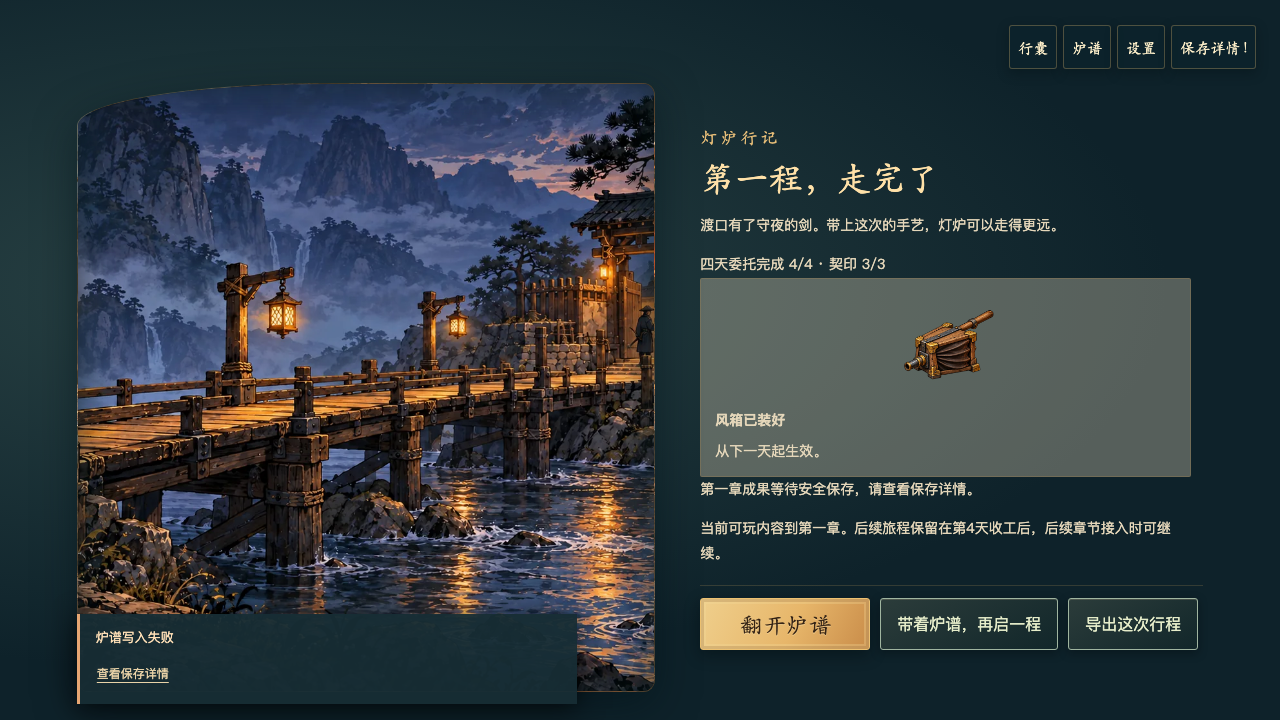 行囊
炉谱
设置
保存详情!
灯炉行记
第一程，走完了
渡口有了守夜的剑。带上这次的手艺，灯炉可以走得更远。
四天委托完成 4/4 · 契印 3/3
风箱已装好
从下一天起生效。
第一章成果等待安全保存，请查看保存详情。
当前可玩内容到第一章。后续旅程保留在第4天收工后，后续章节接入时可继
续。
翻开炉谱
带着炉谱，再启一程
导出这次行程
炉谱写入失败
查看保存详情